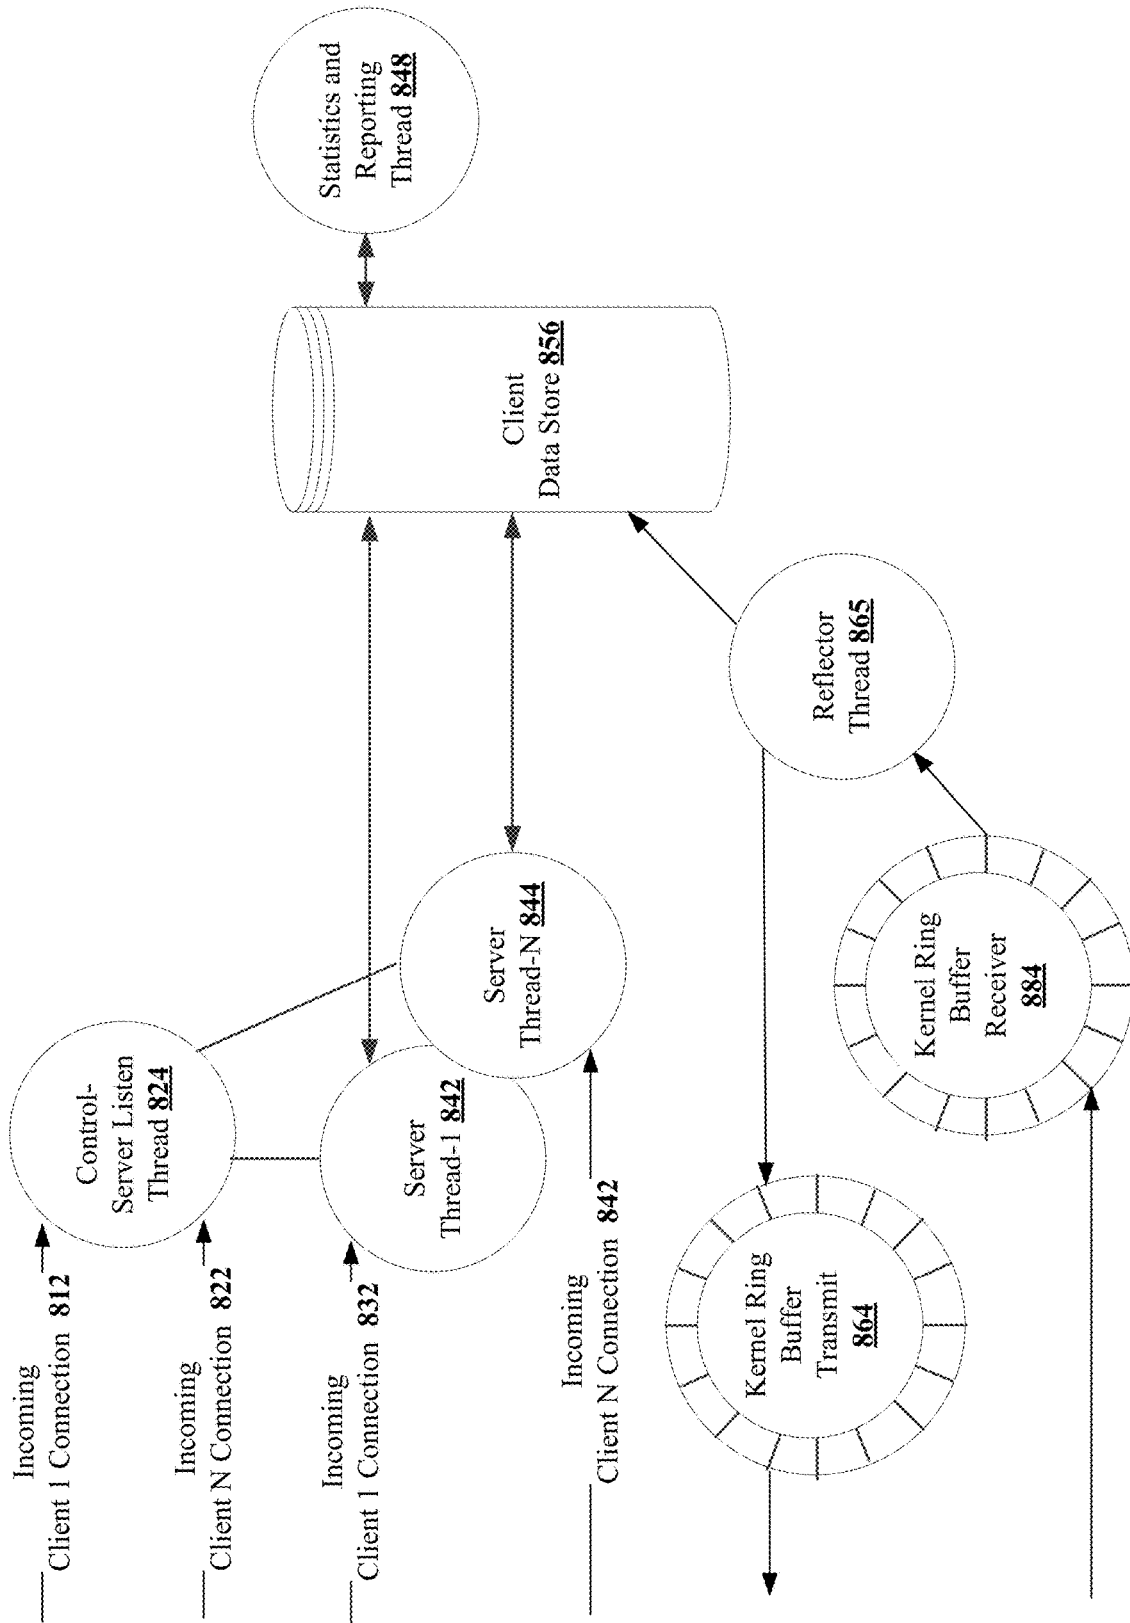 Incoming
Client 1 Connection 812
Incoming
Client N Connection 822
Incoming
Client 1 Connection 832
Incoming
Client N Connection 842
Control-
Server Listen
Thread 824
Server
Thread-1 842
Server
Thread-N 844
Client
Data Store 856
Statistics and
Reporting
Thread 848
Kernel Ring
Buffer
Transmit
864
Kernel Ring
Buffer
Receiver
884
Reflector
Thread 865